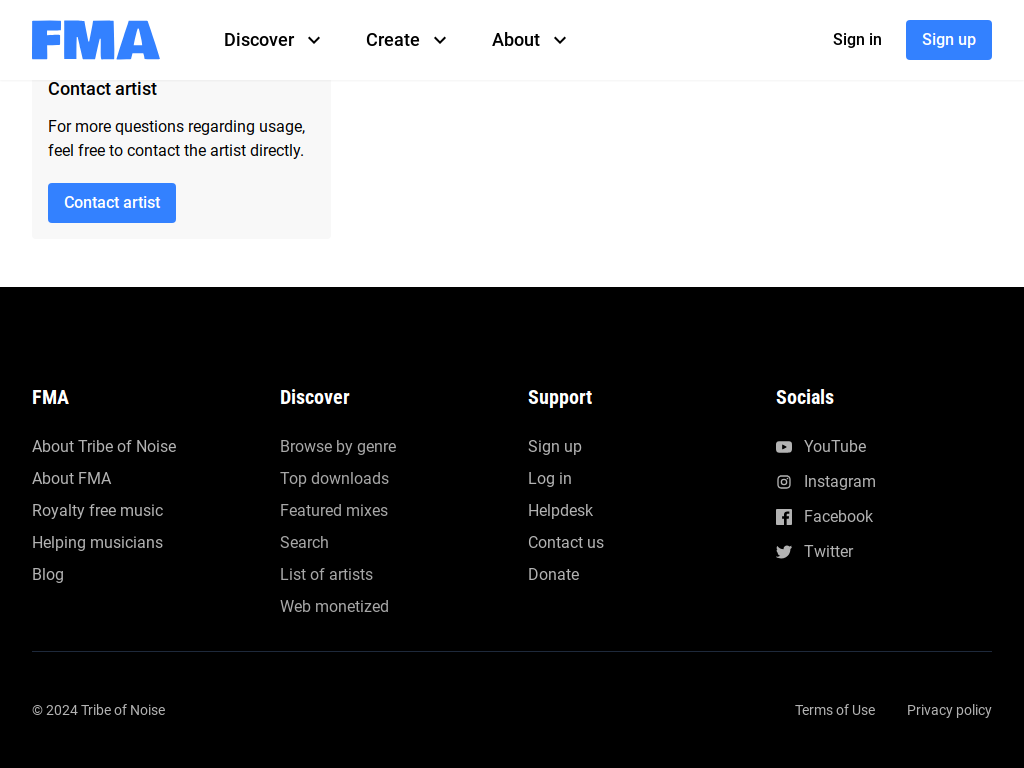 FMA
Discover
Create
About
Sign in
Sign up
Contact artist
For more questions regarding usage,
feel free to contact the artist directly.
Contact artist
FMA
About Tribe of Noise
About FMA
Royalty free music
Helping musicians
Blog
Discover
Browse by genre
Top downloads
Featured mixes
Search
List of artists
Web monetized
Support
Sign up
Log in
Helpdesk
Contact us
Donate
Socials
YouTube
Instagram
Facebook
Twitter
© 2024 Tribe of Noise
Terms of Use
Privacy policy